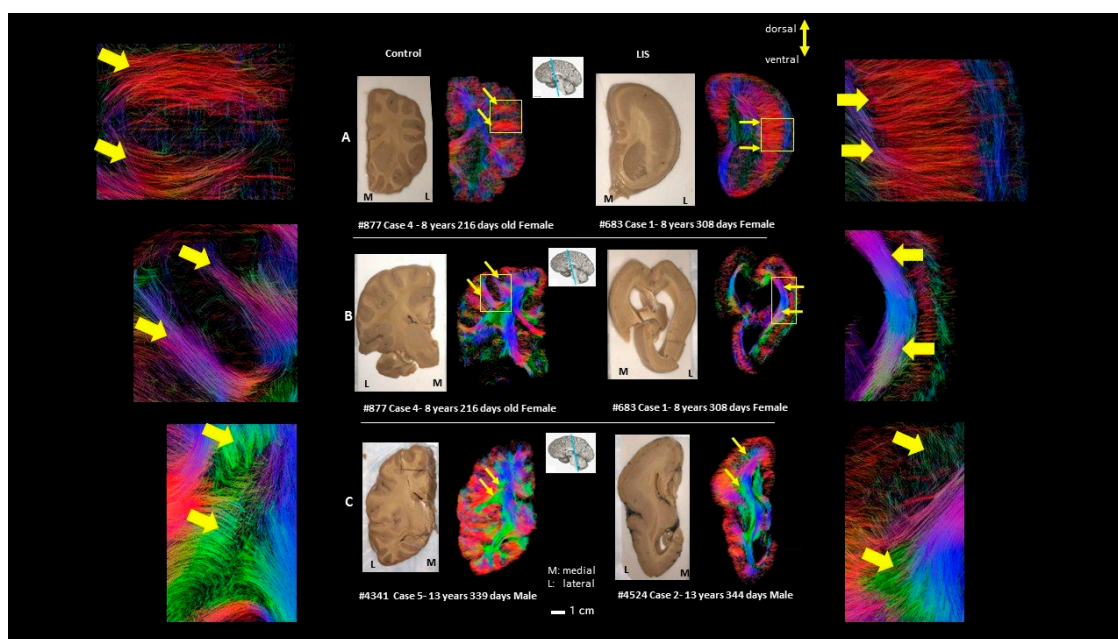 dorsal
ventral
Control
LIS
A
M
L
M
L
#877 Case 4 - 8 years 216 days old Female
#683 Case 1- 8 years 308 days Female
B
L
M
M
L
#877 Case 4- 8 years 216 days old Female
#683 Case 1- 8 years 308 days Female
C
L
M
L
M
M: medial
L: lateral
#4341 Case 5- 13 years 339 days Male
1 cm
#4524 Case 2- 13 years 344 days Male